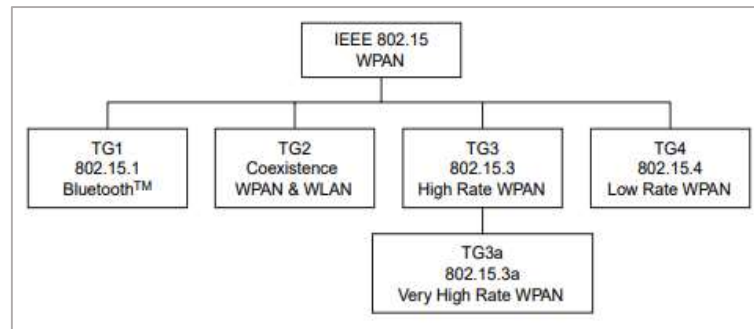 IEEE 802.15
WPAN
TG1
802.15.1
Bluetooth™
TG2
Coexistence
WPAN & WLAN
TG3
802.15.3
High Rate WPAN
TG4
802.15.4
Low Rate WPAN
TG3a
802.15.3a
Very High Rate WPAN